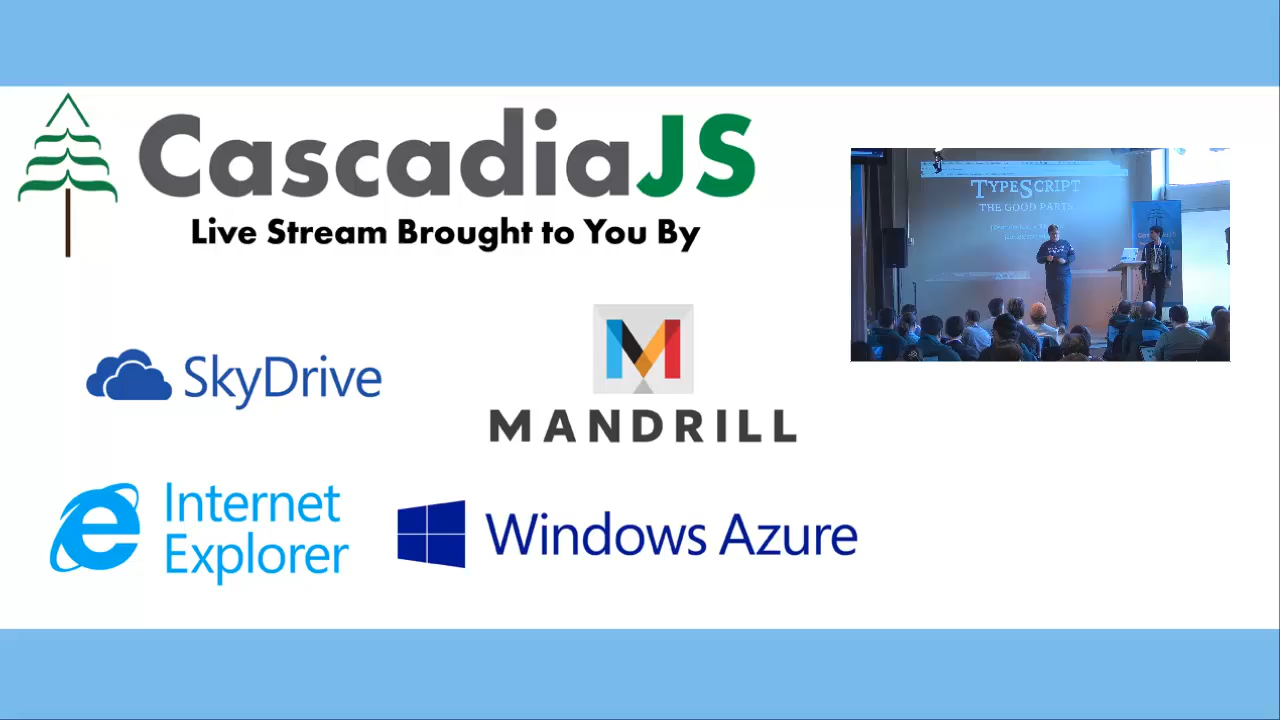 CascadiaJS
Live Stream Brought to You By
TypeScript
The Good Parts
SkyDrive
MANDRILL
Internet
Explorer
Windows Azure